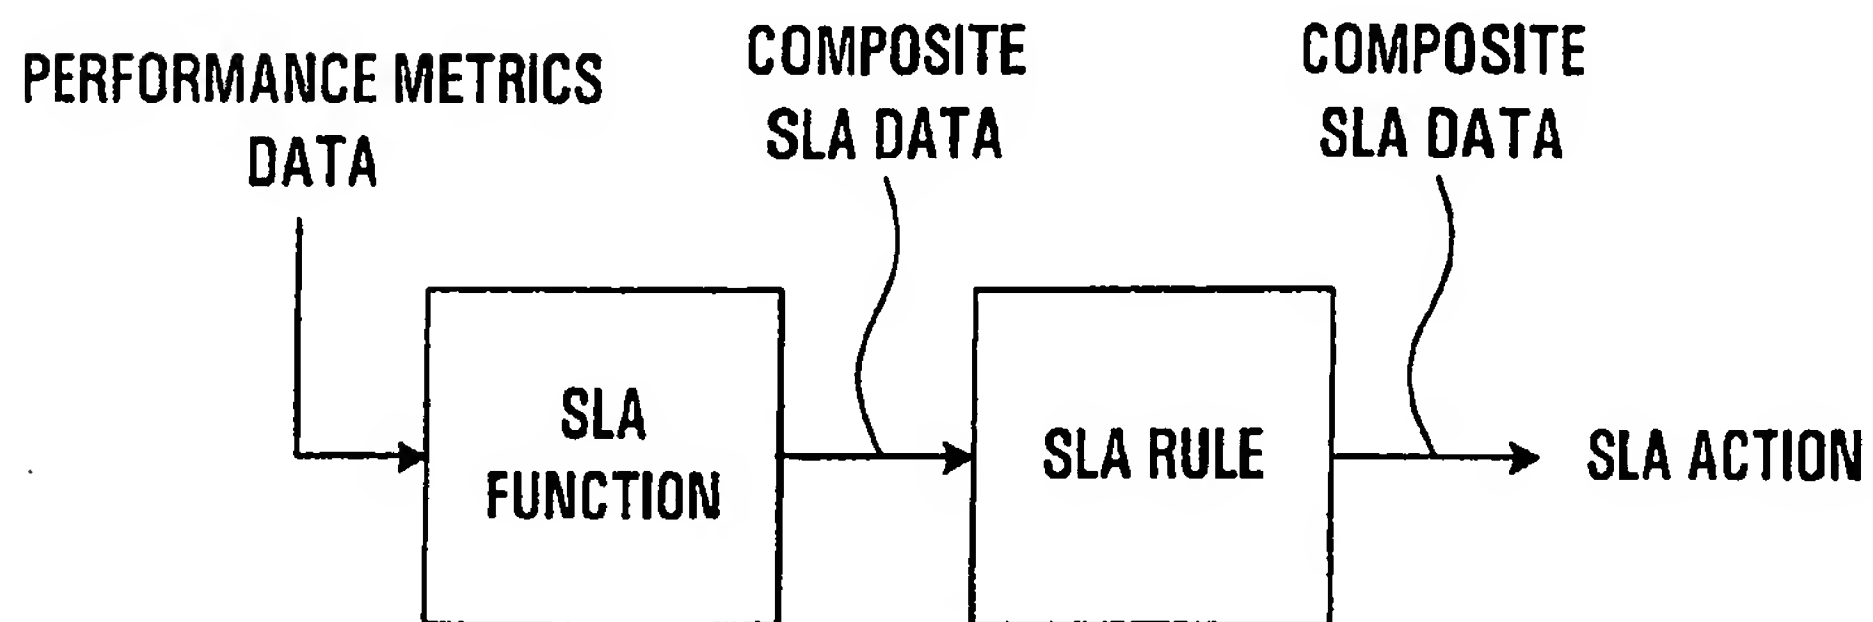 PERFORMANCE METRICS
DATA
COMPOSITE
SLA DATA
COMPOSITE
SLA DATA
SLA
FUNCTION
SLA RULE
SLA ACTION